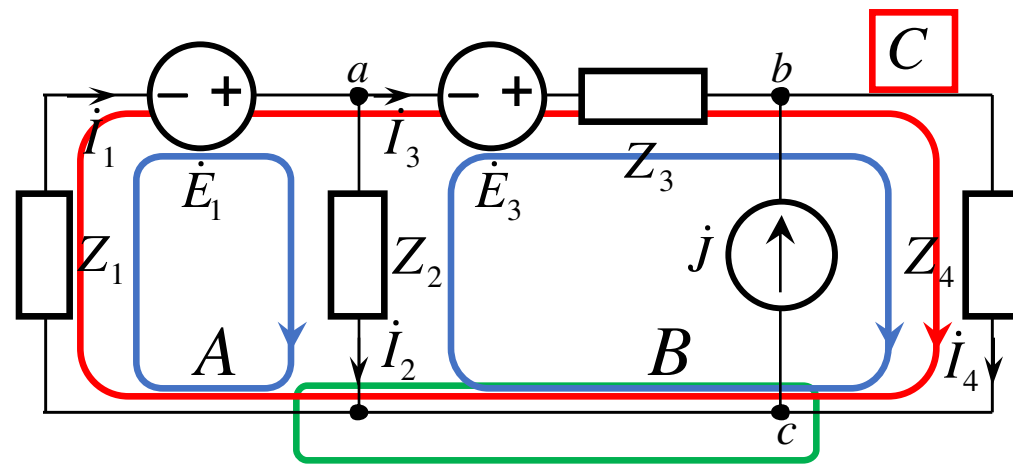 C
a
b
− +
− +
İ₁
İ₃
Z₃
Ė₁
Ė₃
Z₁
Z₂
j̇
Z₄
A
İ₂
B
İ₄
c